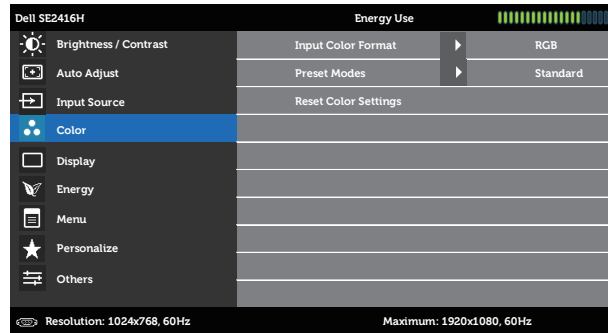 Dell SE2416H Energy Use
Brightness / Contrast Input Color Format RGB
Auto Adjust Preset Modes Standard
Input Source Reset Color Settings
Color
Display
Energy
Menu
Personalize
Others
Resolution: 1024x768, 60Hz Maximum: 1920x1080, 60Hz